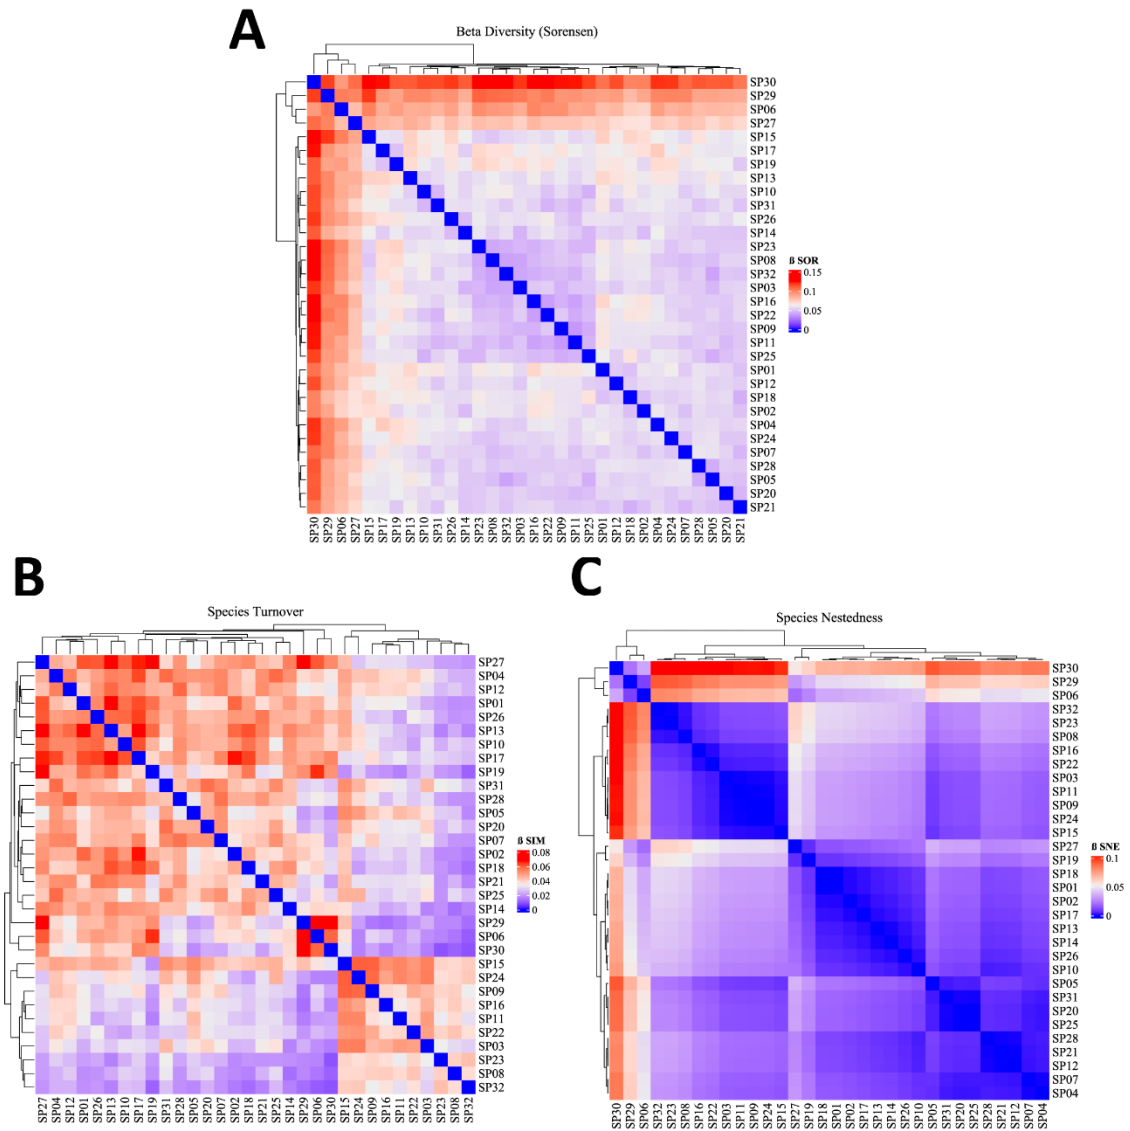 A
Beta Diversity (Sorensen)
SP30
SP29
SP06
SP27
SP15
SP17
SP19
SP13
SP10
SP31
SP26
SP14
SP23
SP08
SP32
SP03
SP16
SP22
SP09
SP11
SP25
SP01
SP12
SP18
SP02
SP04
SP24
SP07
SP28
SP05
SP20
SP21
ß SOR
0.15
0.1
0.05
0
SP30 SP29 SP06 SP27 SP15 SP17 SP19 SP13 SP10 SP31 SP26 SP14 SP23 SP08 SP32 SP03 SP16 SP22 SP09 SP11 SP25 SP01 SP12 SP18 SP02 SP04 SP24 SP07 SP28 SP05 SP20 SP21
B
Species Turnover
SP27
SP04
SP12
SP01
SP26
SP13
SP10
SP17
SP19
SP31
SP28
SP05
SP20
SP07
SP02
SP18
SP21
SP25
SP14
SP29
SP06
SP30
SP15
SP24
SP09
SP16
SP11
SP22
SP03
SP23
SP08
SP32
ß SIM
0.08
0.06
0.04
0.02
0
SP27 SP04 SP12 SP01 SP26 SP13 SP10 SP17 SP19 SP31 SP28 SP05 SP20 SP07 SP02 SP18 SP21 SP25 SP14 SP29 SP06 SP30 SP15 SP24 SP09 SP16 SP11 SP22 SP03 SP23 SP08 SP32
C
Species Nestedness
SP30
SP29
SP06
SP32
SP23
SP08
SP16
SP22
SP03
SP11
SP09
SP24
SP15
SP27
SP19
SP18
SP01
SP02
SP17
SP13
SP14
SP26
SP10
SP05
SP31
SP20
SP25
SP28
SP21
SP12
SP07
SP04
ß SNE
0.1
0.05
0
SP30 SP29 SP06 SP32 SP23 SP08 SP16 SP22 SP03 SP11 SP09 SP24 SP15 SP27 SP19 SP18 SP01 SP02 SP17 SP13 SP14 SP26 SP10 SP05 SP31 SP20 SP25 SP28 SP21 SP12 SP07 SP04